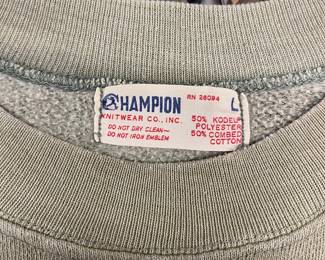 CHAMPION
KNITWEAR CO., INC.
DO NOT DRY CLEAN—
DO NOT IRON EMBLEM
RN 26094
L
50% KODEL®
POLYESTER
50% COMBED
COTTON